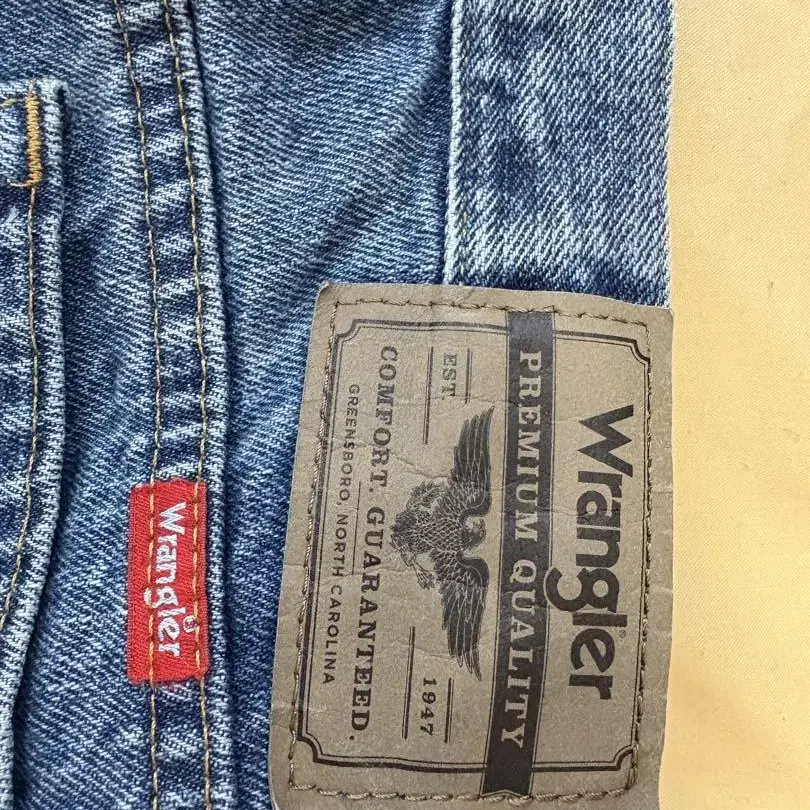 Wrangler®
PREMIUM QUALITY
EST. 1947
COMFORT. GUARANTEED.
GREENSBORO, NORTH CAROLINA
Wrangler®